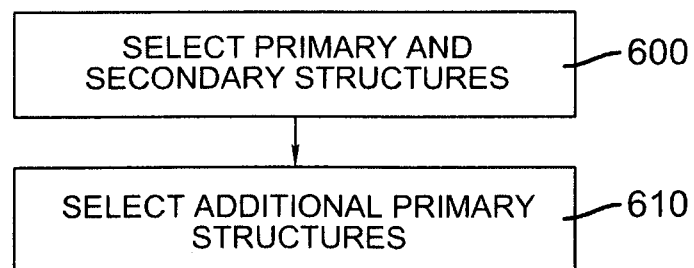 SELECT PRIMARY AND
SECONDARY STRUCTURES
600
SELECT ADDITIONAL PRIMARY
STRUCTURES
610